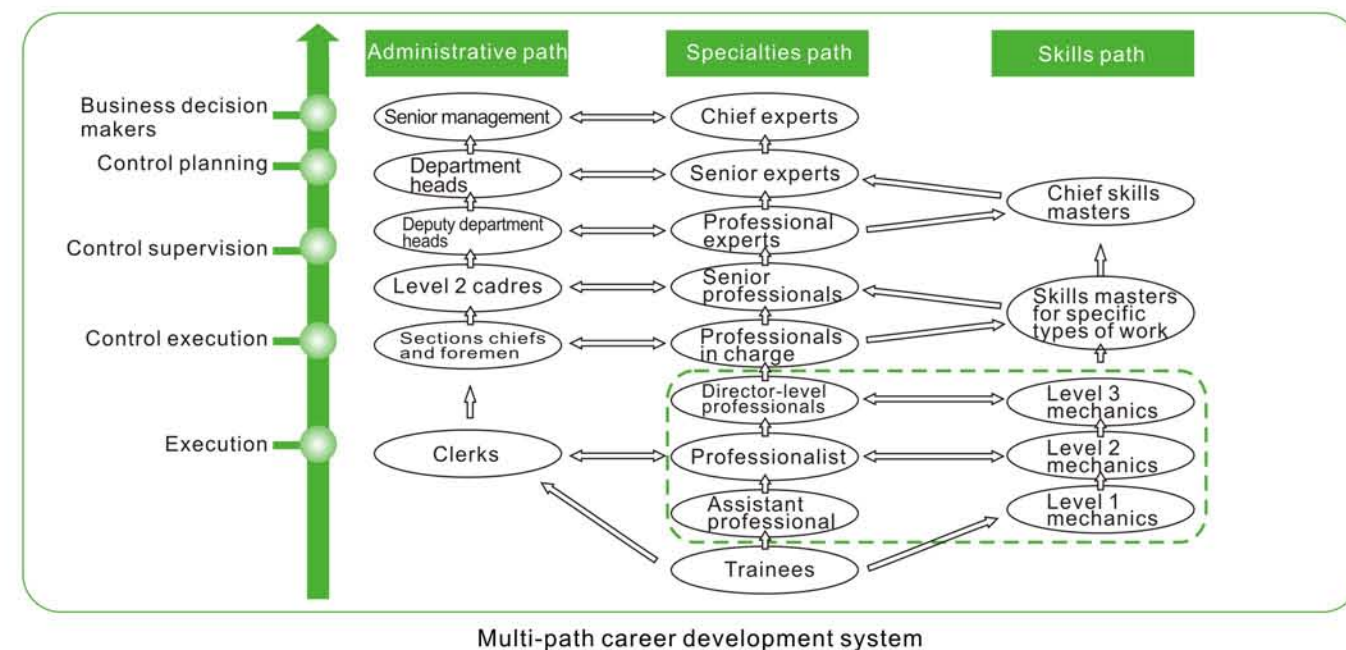 Administrative path
Specialties path
Skills path
Business decision
makers
Senior management
Chief experts
Control planning
Department
heads
Senior experts
Chief skills
masters
Control supervision
Deputy department
heads
Professional
experts
Level 2 cadres
Senior
professionals
Skills masters
for specific
types of work
Control execution
Sections chiefs
and foremen
Professionals
in charge
Director-level
professionals
Level 3
mechanics
Execution
Clerks
Professionalist
Level 2
mechanics
Assistant
professional
Level 1
mechanics
Trainees
Multi-path career development system